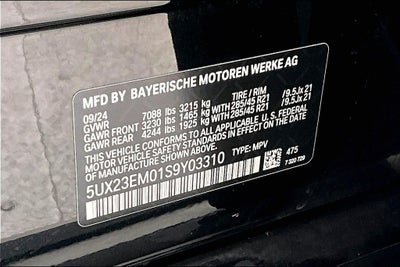 MFD BY BAYERISCHE MOTOREN WERKE AG
09/24 TIRE/RIM
GVWR 7088 lbs 3215 kg
GAWR FRONT 3230 lbs 1465 kg WITH 285/45 R21 /9.5Jx21
GAWR REAR 4244 lbs 1925 kg WITH 285/45 R21 /9.5Jx21
THIS VEHICLE CONFORMS TO ALL APPLICABLE U.S. FEDERAL
MOTOR VEHICLE SAFETY STANDARDS IN EFFECT ON THE DATE
OF MANUFACTURE SHOWN ABOVE.
5UX23EM01S9Y03310 TYPE: MPV 475
7 320 729